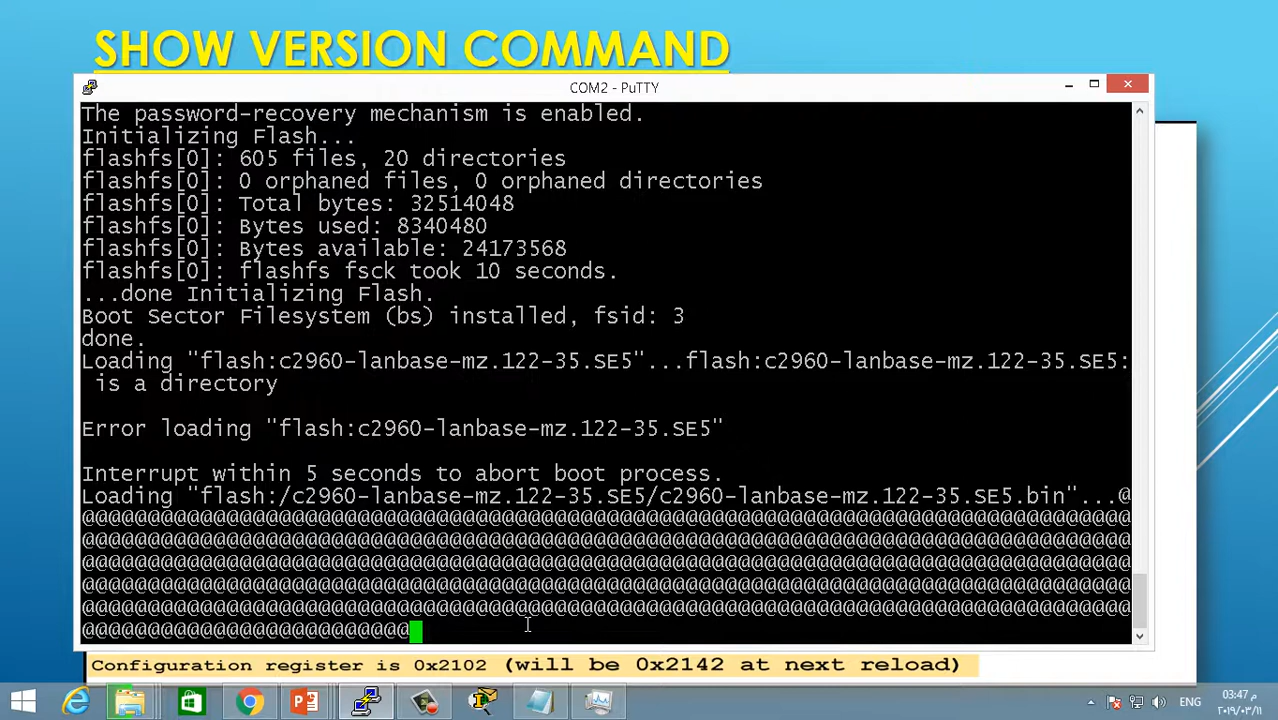 SHOW VERSION COMMAND
COM2 - PuTTY
The password-recovery mechanism is enabled.
Initializing Flash...
flashfs[0]: 605 files, 20 directories
flashfs[0]: 0 orphaned files, 0 orphaned directories
flashfs[0]: Total bytes: 32514048
flashfs[0]: Bytes used: 8340480
flashfs[0]: Bytes available: 24173568
flashfs[0]: flashfs fsck took 10 seconds.
...done Initializing Flash.
Boot Sector Filesystem (bs) installed, fsid: 3
done.
Loading "flash:c2960-lanbase-mz.122-35.SE5"...flash:c2960-lanbase-mz.122-35.SE5:
is a directory
Error loading "flash:c2960-lanbase-mz.122-35.SE5"
Interrupt within 5 seconds to abort boot process.
Loading "flash:/c2960-lanbase-mz.122-35.SE5/c2960-lanbase-mz.122-35.SE5.bin"...@
@@@@@@@@@@@@@@@@@@@@@@@@@@@@@@@@@@@@@@@@@@@@@@@@@@@@@@@@@@@@@@@@@@@@@@@@@@@@@@@@
@@@@@@@@@@@@@@@@@@@@@@@@@@@@@@@@@@@@@@@@@@@@@@@@@@@@@@@@@@@@@@@@@@@@@@@@@@@@@@@@
@@@@@@@@@@@@@@@@@@@@@@@@@@@@@@@@@@@@@@@@@@@@@@@@@@@@@@@@@@@@@@@@@@@@@@@@@@@@@@@@
@@@@@@@@@@@@@@@@@@@@@@@@@@@@@@@@@@@@@@@@@@@@@@@@@@@@@@@@@@@@@@@@@@@@@@@@@@@@@@@@
@@@@@@@@@@@@@@@@@@@@@@@@@@@@@@@@@@@@@@@@@@@@@@@@@@@@@@@@@@@@@@@@@@@@@@@@@@@@@@@@
@@@@@@@@@@@@@@@@@@@@@@@@@
Configuration register is 0x2102 (will be 0x2142 at next reload)
ENG
م 03:47
٢٠١٩/٠٣/١١